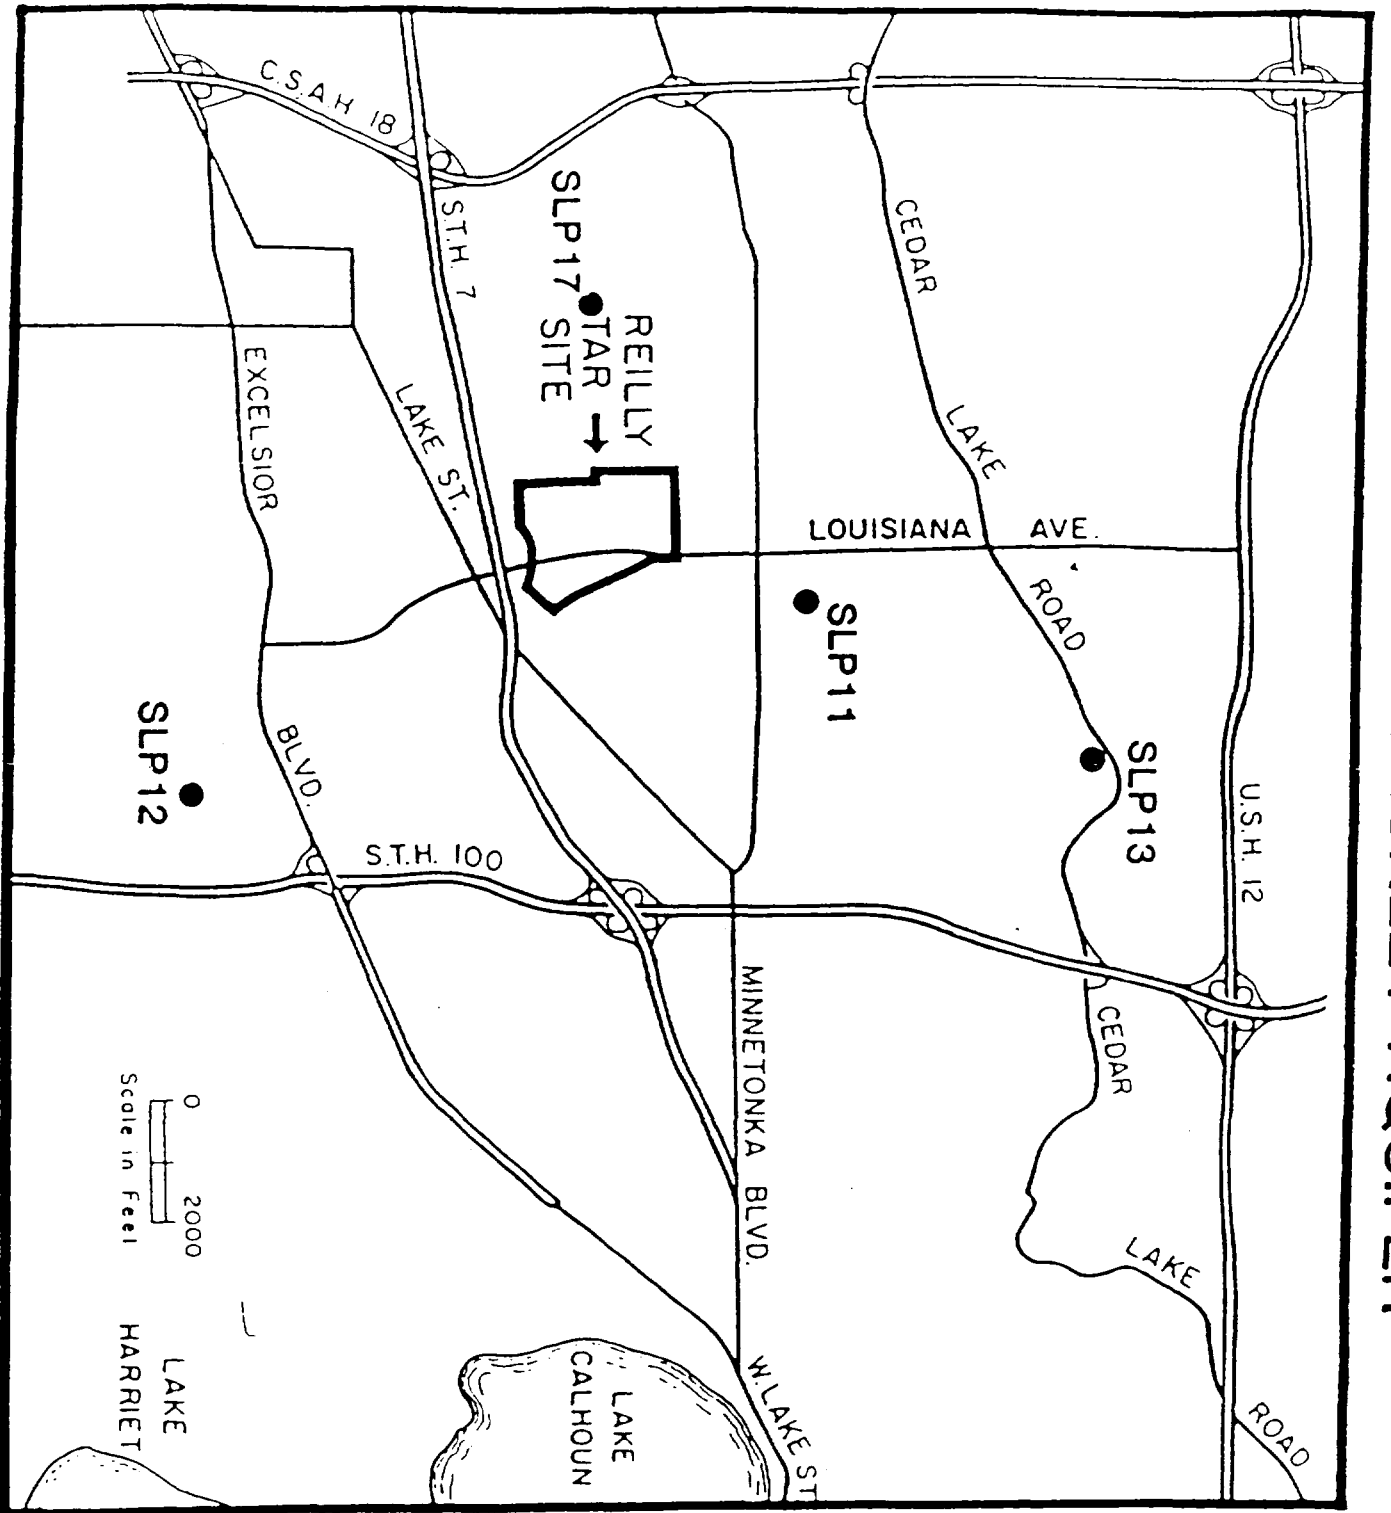 C.S.A.H. 18
S.T.H. 7
SLP17
REILLY
TAR
SITE
CEDAR
LAKE
ROAD
EXCELSIOR
BLVD.
LAKE ST.
LOUISIANA AVE.
SLP11
SLP13
SLP12
U.S.H. 12
S.T.H. 100
MINNETONKA BLVD.
CEDAR
LAKE
ROAD
0 2000
Scale in Feet
W. LAKE ST
LAKE
CALHOUN
LAKE
HARRIET